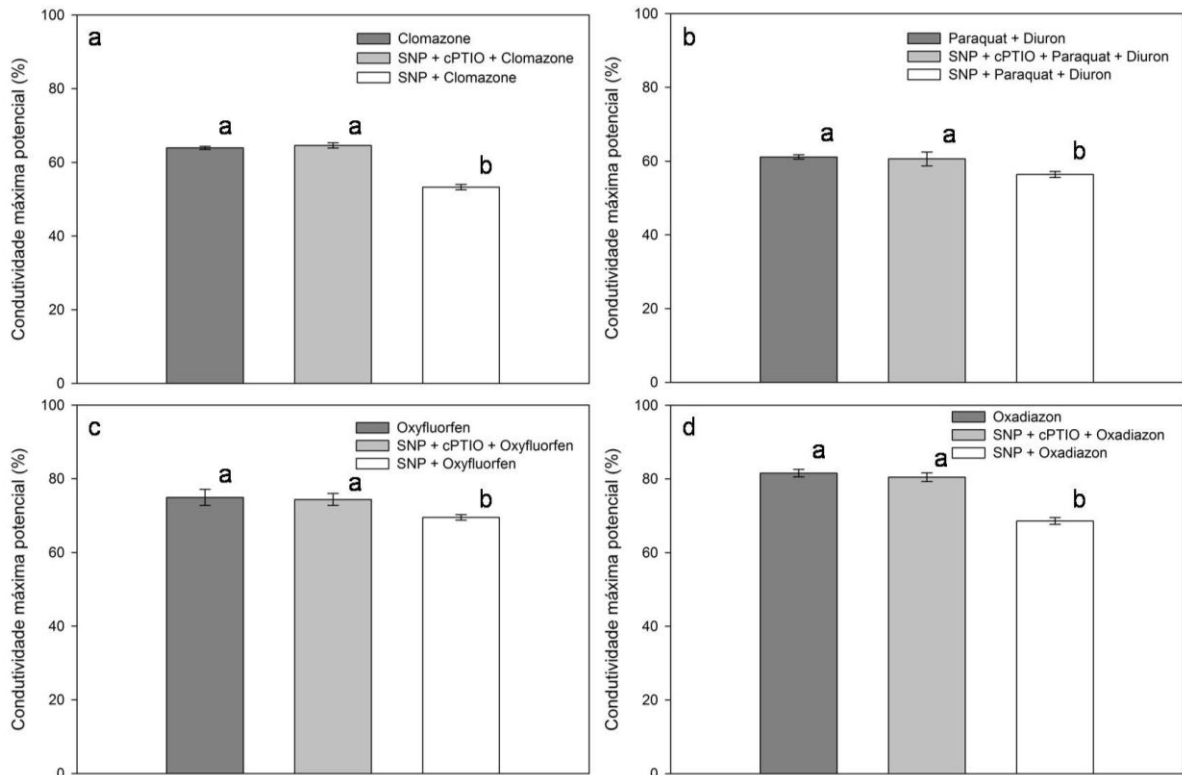 a
Condutividade máxima potencial (%)
100
80
60
40
20
0
Clomazone
SNP + cPTIO + Clomazone
SNP + Clomazone
a
a
b
b
Condutividade máxima potencial (%)
100
80
60
40
20
0
Paraquat + Diuron
SNP + cPTIO + Paraquat + Diuron
SNP + Paraquat + Diuron
a
a
b
c
Condutividade máxima potencial (%)
100
80
60
40
20
0
Oxyfluorfen
SNP + cPTIO + Oxyfluorfen
SNP + Oxyfluorfen
a
a
b
d
Condutividade máxima potencial (%)
100
80
60
40
20
0
Oxadiazon
SNP + cPTIO + Oxadiazon
SNP + Oxadiazon
a
a
b